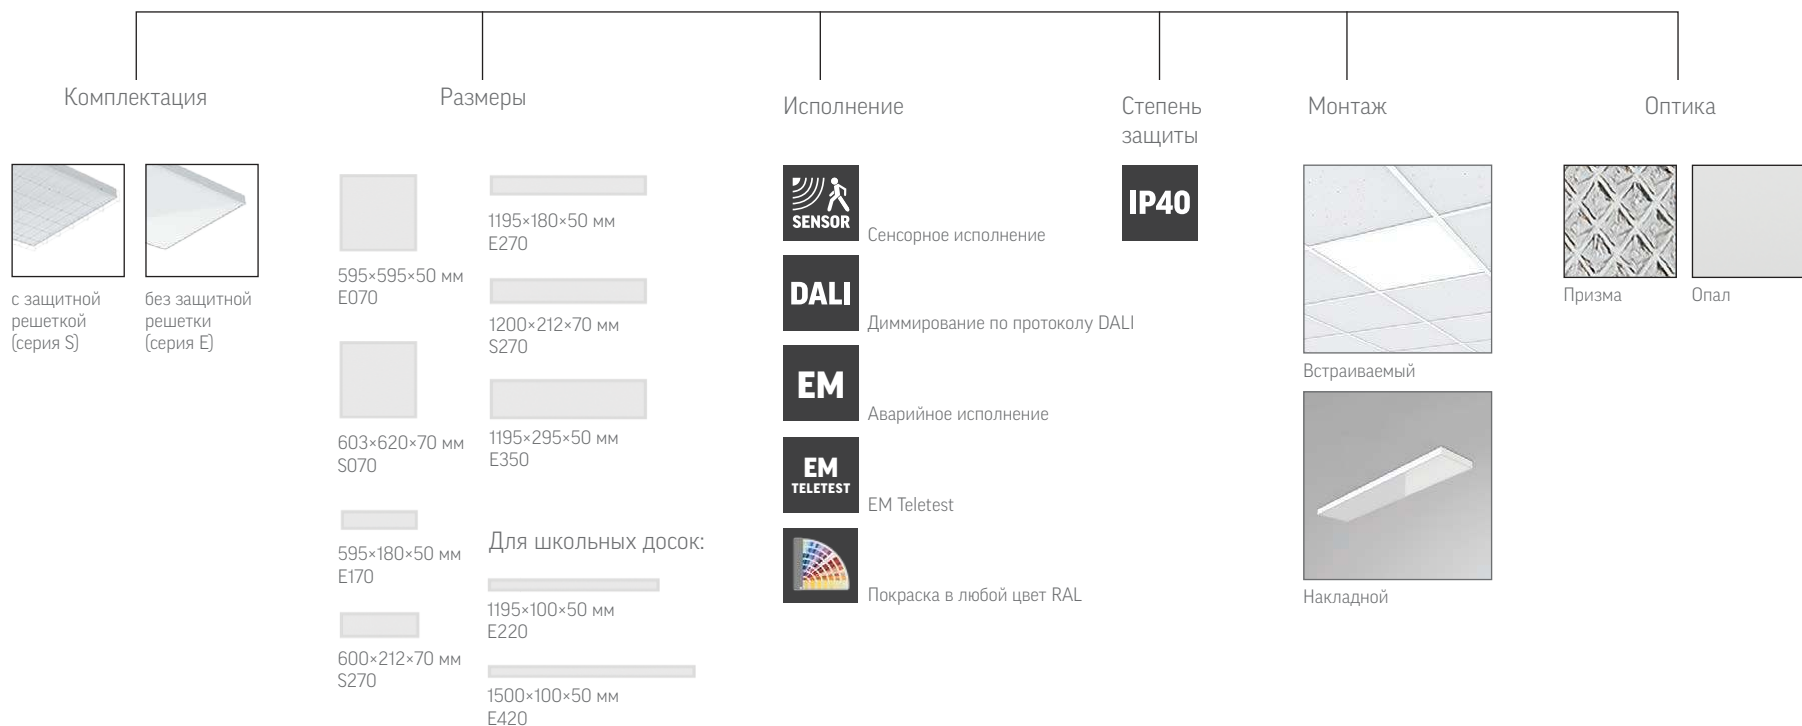 Комплектация
с защитной
решеткой
(серия S)
без защитной
решетки
(серия E)
Размеры
595×595×50 мм
E070
603×620×70 мм
S070
595×180×50 мм
E170
600×212×70 мм
S270
1195×180×50 мм
E270
1200×212×70 мм
S270
1195×295×50 мм
E350
Для школьных досок:
1195×100×50 мм
E220
1500×100×50 мм
E420
Исполнение
SENSOR
Сенсорное исполнение
DALI
Диммирование по протоколу DALI
EM
Аварийное исполнение
EM
TELETEST
EM Teletest
Покраска в любой цвет RAL
Степень
защиты
IP40
Монтаж
Встраиваемый
Накладной
Оптика
Призма
Опал